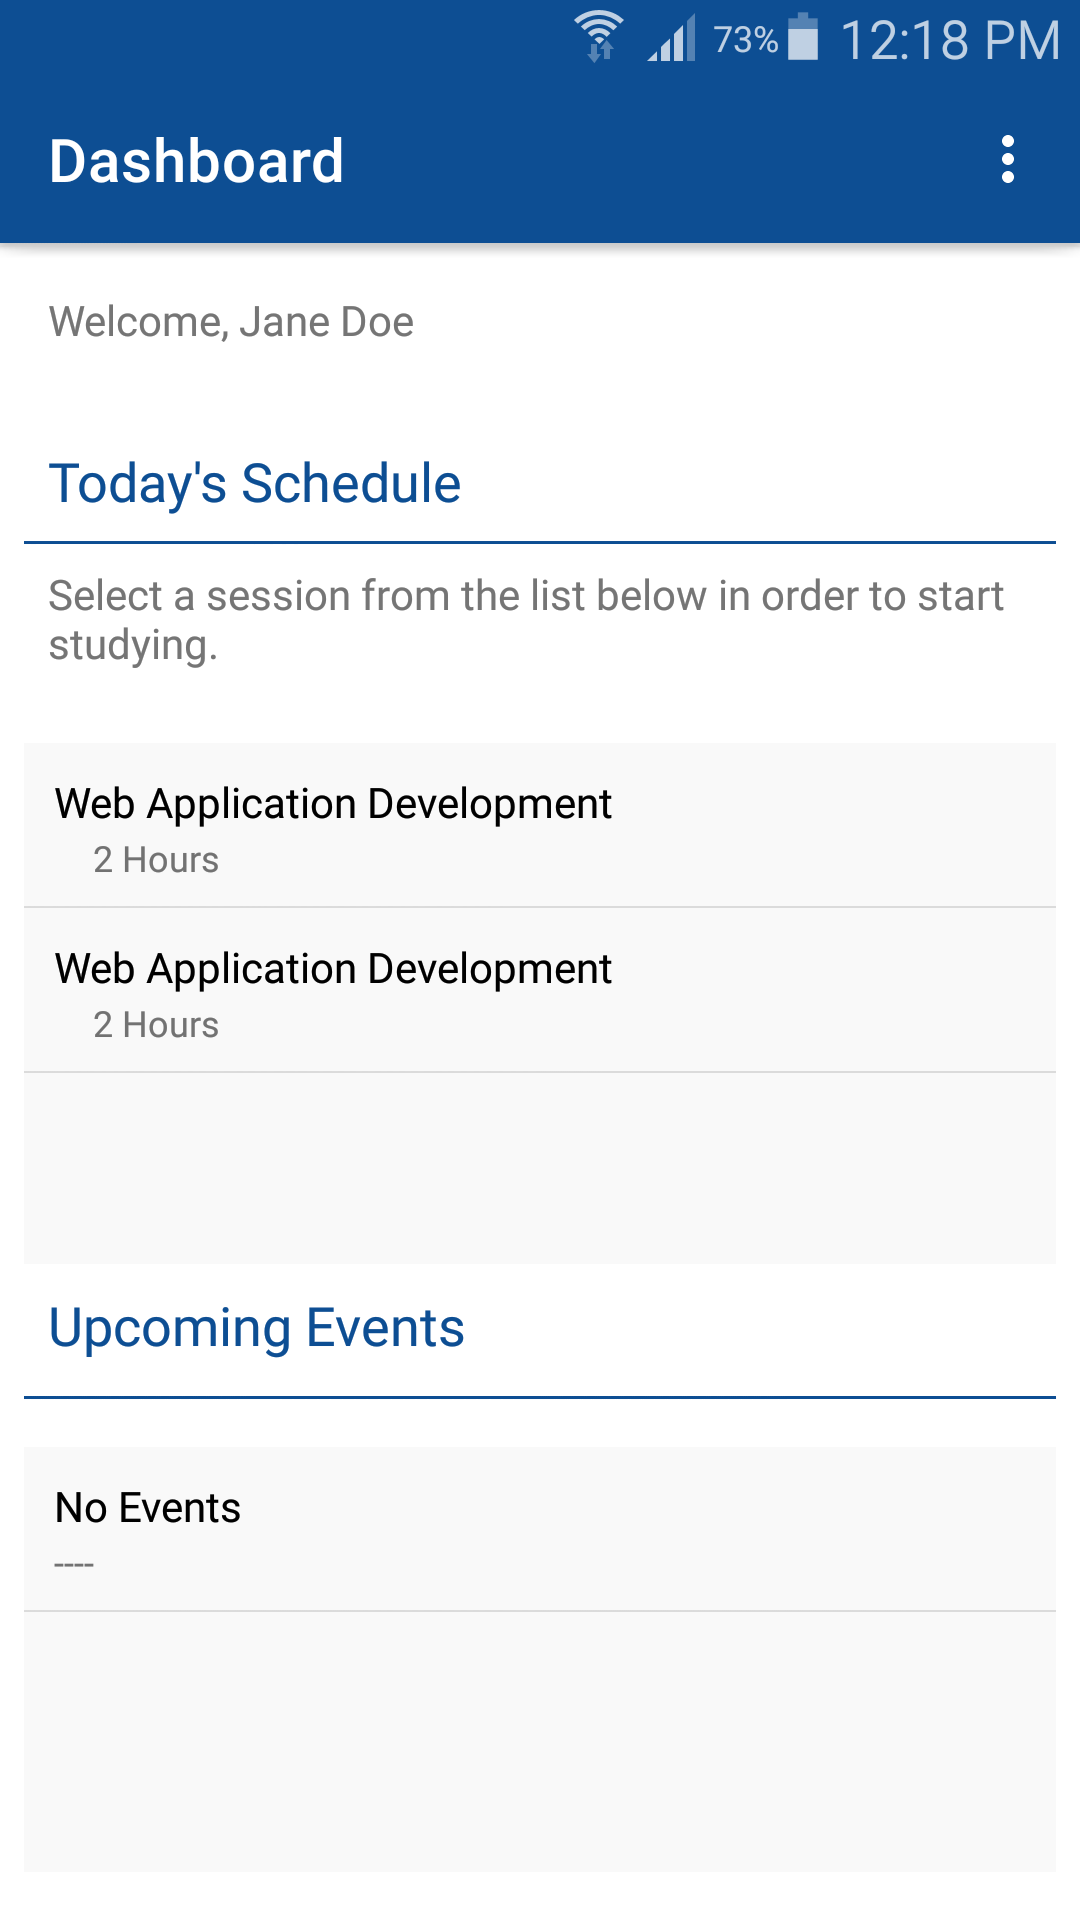 73% 12:18 PM
Dashboard
Welcome, Jane Doe
Today's Schedule
Select a session from the list below in order to start
studying.
Web Application Development
2 Hours
Web Application Development
2 Hours
Upcoming Events
No Events
----